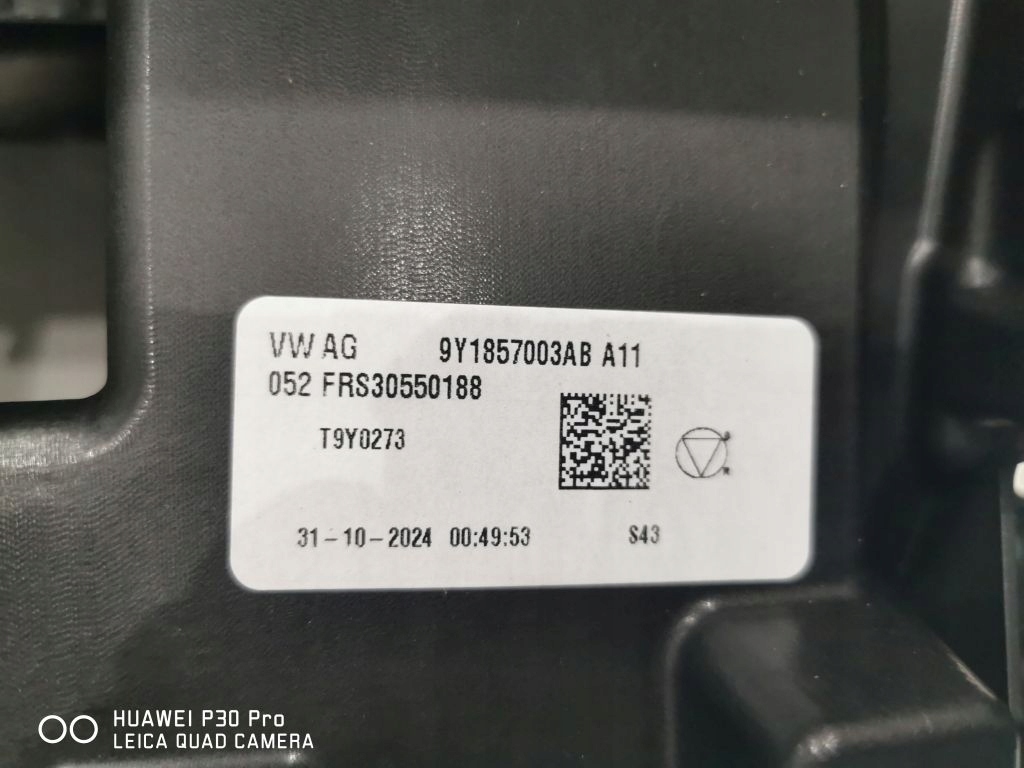 VW AG 9Y1857003AB A11
052 FRS30550188
T9Y0273
31-10-2024 00:49:53 S43
HUAWEI P30 Pro
LEICA QUAD CAMERA